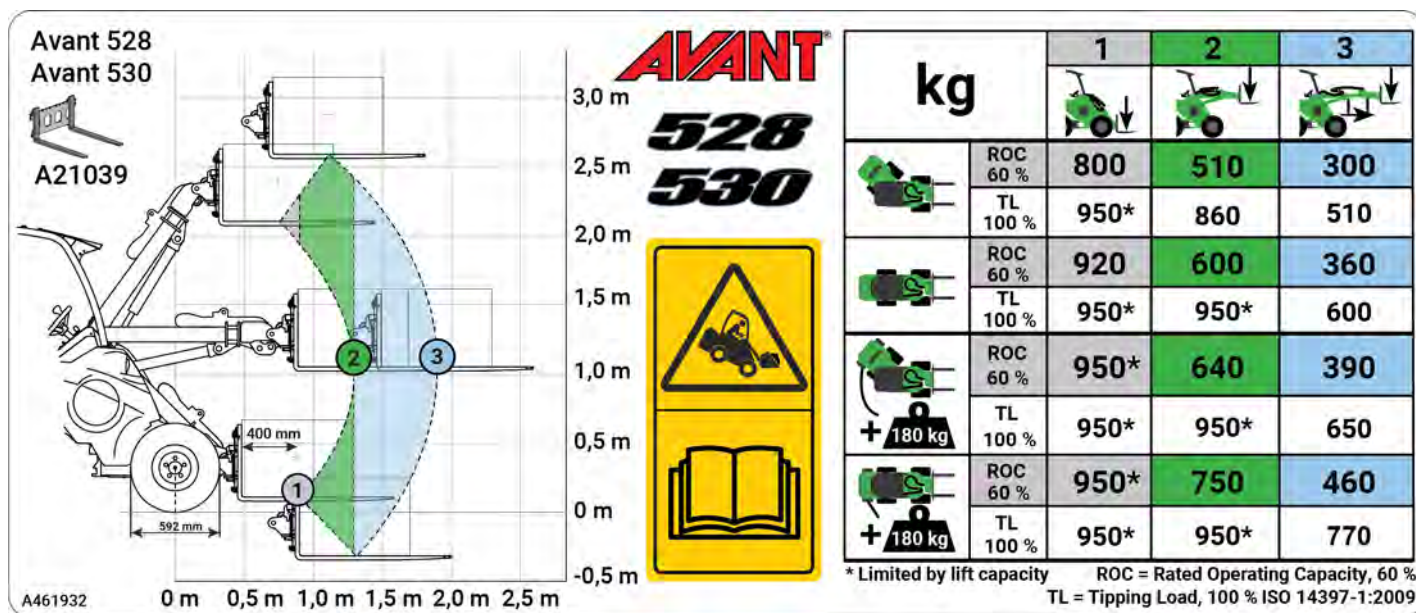 Avant 528
Avant 530
A21039
3,0 m
2,5 m
2,0 m
1,5 m
1,0 m
0,5 m
0 m
-0,5 m
2
3
400 mm
1
592 mm
A461932
0 m 0,5 m 1,0 m 1,5 m 2,0 m 2,5 m
AVANT®
528
530
kg 1 2 3
ROC 60 % 800 510 300
TL 100 % 950* 860 510
ROC 60 % 920 600 360
TL 100 % 950* 950* 600
ROC 60 % 950* 640 390
+ 180 kg TL 100 % 950* 950* 650
ROC 60 % 950* 750 460
+ 180 kg TL 100 % 950* 950* 770
* Limited by lift capacity ROC = Rated Operating Capacity, 60 %
TL = Tipping Load, 100 % ISO 14397-1:2009